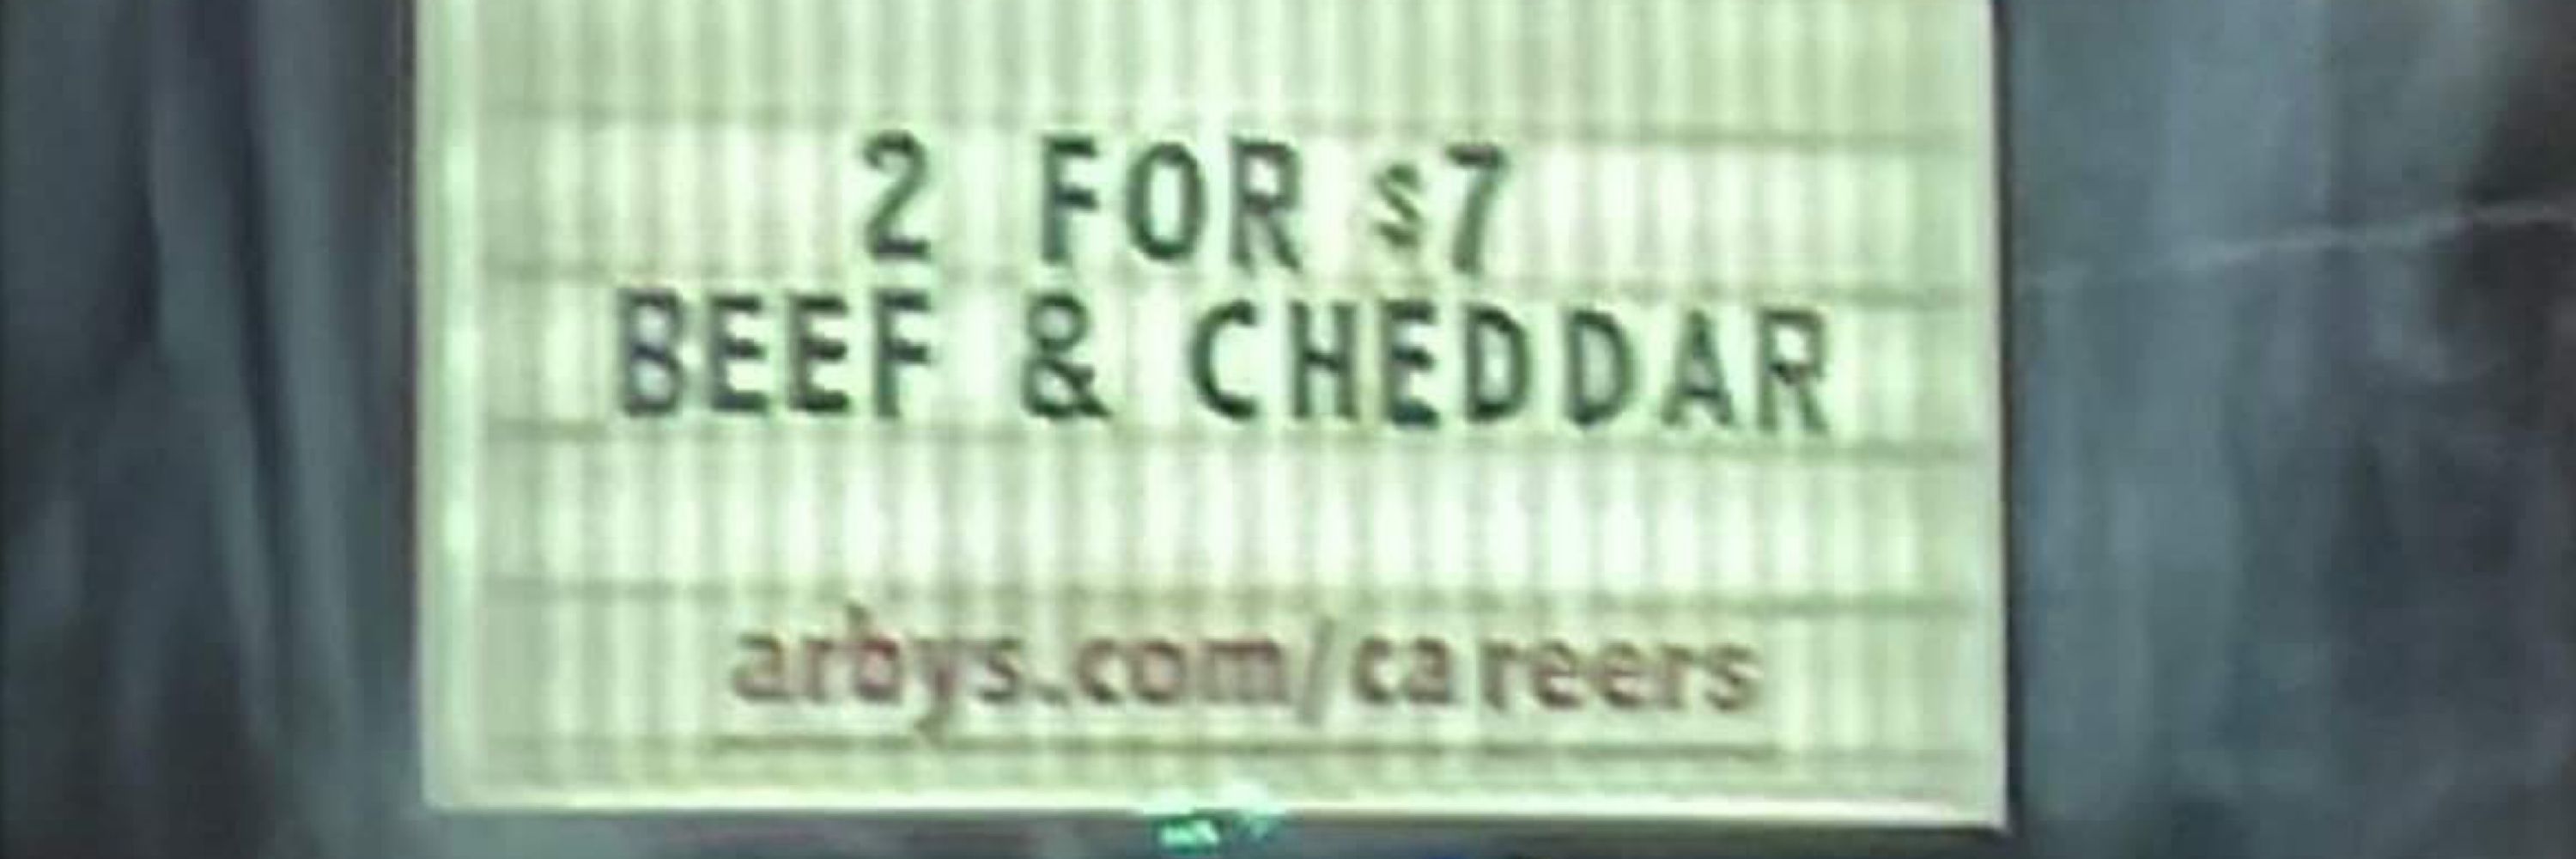 2 FOR $7
BEEF & CHEDDAR
arbys.com/careers